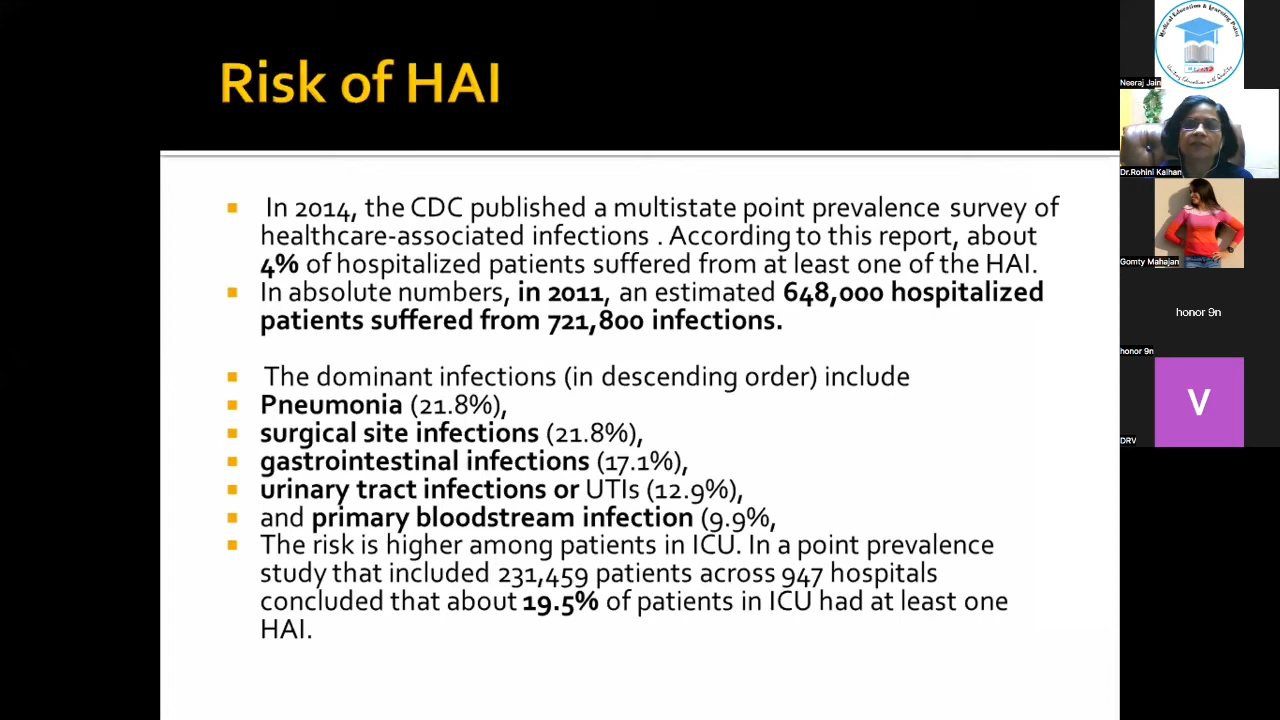 Risk of HAI
In 2014, the CDC published a multistate point prevalence survey of
healthcare-associated infections . According to this report, about
4% of hospitalized patients suffered from at least one of the HAI.
In absolute numbers, in 2011, an estimated 648,000 hospitalized
patients suffered from 721,800 infections.
The dominant infections (in descending order) include
Pneumonia (21.8%),
surgical site infections (21.8%),
gastrointestinal infections (17.1%),
urinary tract infections or UTIs (12.9%),
and primary bloodstream infection (9.9%,
The risk is higher among patients in ICU. In a point prevalence
study that included 231,459 patients across 947 hospitals
concluded that about 19.5% of patients in ICU had at least one
HAI.
Medical Education & Learning Point
Neeraj Jain
Dr.Rohini Kalhan
Gomty Mahajan
honor 9n
honor 9n
V
DRV